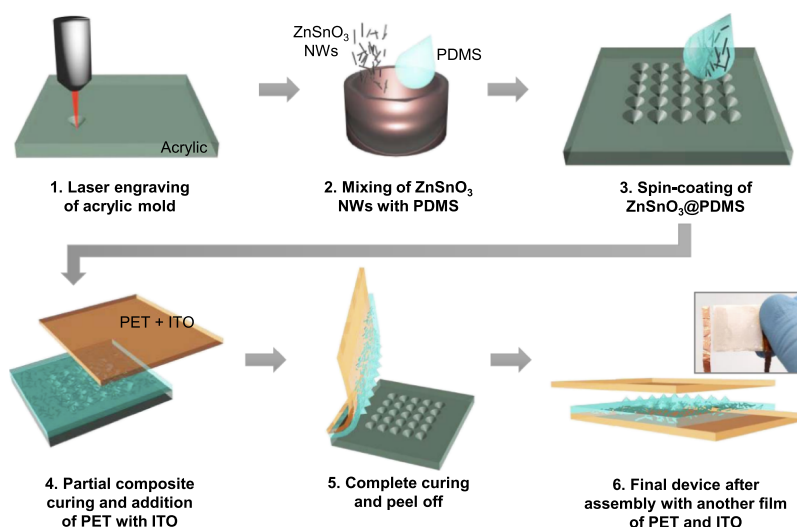 ZnSnO₃
NWs
PDMS
Acrylic
1. Laser engraving
of acrylic mold
2. Mixing of ZnSnO₃
NWs with PDMS
3. Spin-coating of
ZnSnO₃@PDMS
PET + ITO
4. Partial composite
curing and addition
of PET with ITO
5. Complete curing
and peel off
6. Final device after
assembly with another film
of PET and ITO